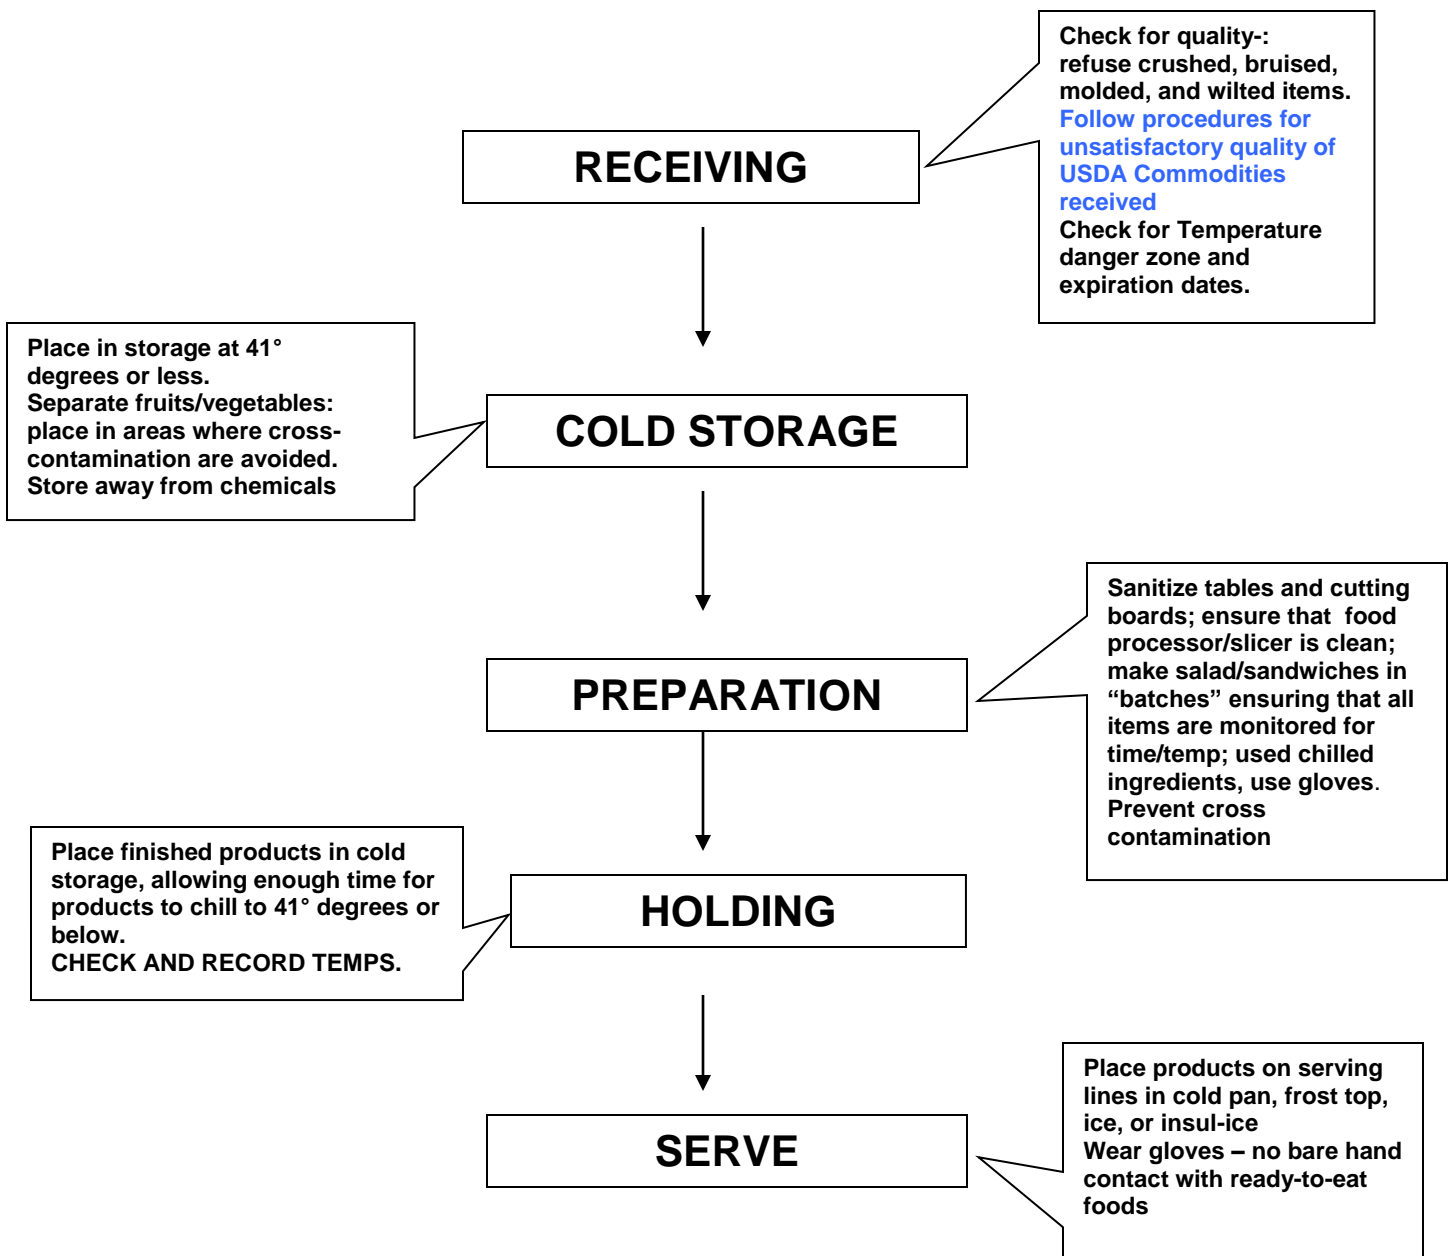 Check for quality-:
refuse crushed, bruised,
molded, and wilted items.
Follow procedures for
unsatisfactory quality of
USDA Commodities
received
Check for Temperature
danger zone and
expiration dates.
RECEIVING
Place in storage at 41°
degrees or less.
Separate fruits/vegetables:
place in areas where cross-
contamination are avoided.
Store away from chemicals
COLD STORAGE
Sanitize tables and cutting
boards; ensure that  food
processor/slicer is clean;
make salad/sandwiches in
“batches” ensuring that all
items are monitored for
time/temp; used chilled
ingredients, use gloves.
Prevent cross
contamination
PREPARATION
Place finished products in cold
storage, allowing enough time for
products to chill to 41° degrees or
below.
CHECK AND RECORD TEMPS.
HOLDING
Place products on serving
lines in cold pan, frost top,
ice, or insul-ice
Wear gloves – no bare hand
contact with ready-to-eat
foods
SERVE